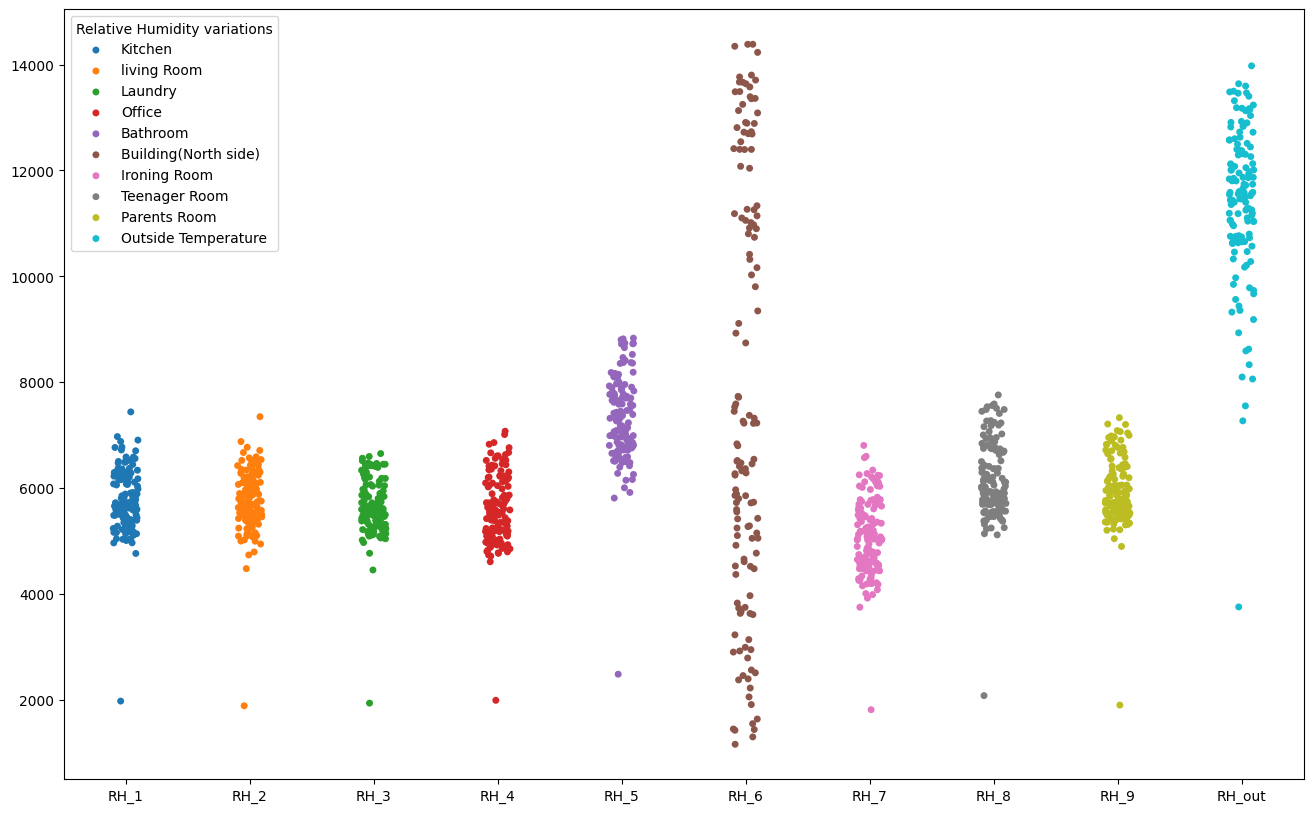 Relative Humidity variations
Kitchen
living Room
Laundry
Office
Bathroom
Building(North side)
Ironing Room
Teenager Room
Parents Room
Outside Temperature
14000
12000
10000
8000
6000
4000
2000
RH_1 RH_2 RH_3 RH_4 RH_5 RH_6 RH_7 RH_8 RH_9 RH_out